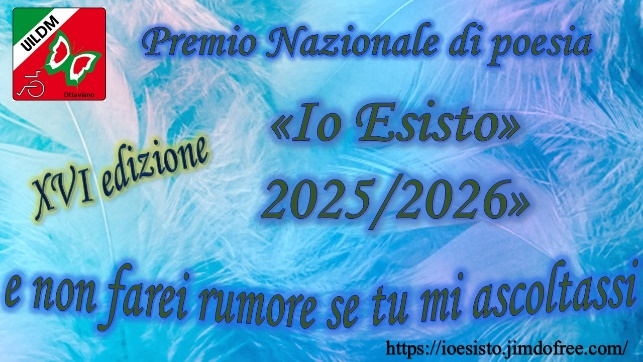 UILDM
Ottaviano
Premio Nazionale di poesia
«Io Esisto»
2025/2026»
XVI edizione
e non farei rumore se tu mi ascoltassi
https://ioesisto.jimdofree.com/